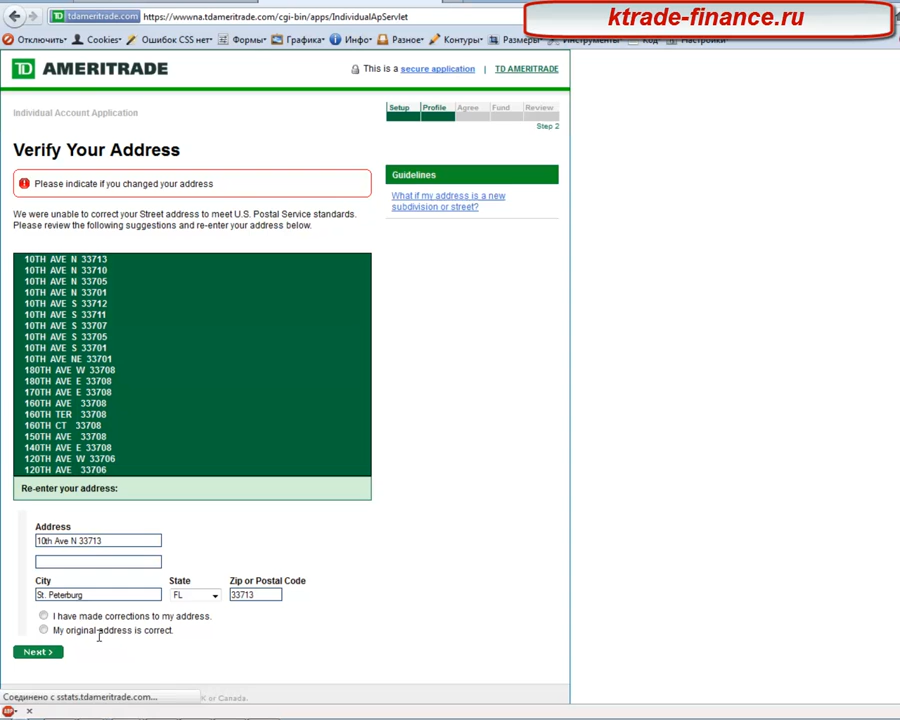 ktrade-finance.ru
tdameritrade.com https://wwwna.tdameritrade.com/cgi-bin/apps/IndividualApServlet
Отключить Cookies Ошибок CSS нет Формы Графика Инфо Разное Контуры Размеры Инструменты Код Настройки
TD AMERITRADE
This is a secure application | TD AMERITRADE
Individual Account Application
Setup Profile Agree Fund Review
Step 2
Verify Your Address
Please indicate if you changed your address
We were unable to correct your Street address to meet U.S. Postal Service standards.
Please review the following suggestions and re-enter your address below.
Guidelines
What if my address is a new
subdivision or street?
10TH AVE N 33713
10TH AVE N 33710
10TH AVE N 33705
10TH AVE N 33701
10TH AVE S 33712
10TH AVE S 33711
10TH AVE S 33707
10TH AVE S 33705
10TH AVE S 33701
10TH AVE NE 33701
180TH AVE W 33708
180TH AVE E 33708
170TH AVE E 33708
160TH AVE 33708
160TH TER 33708
160TH CT 33708
150TH AVE 33708
140TH AVE E 33708
120TH AVE W 33706
120TH AVE 33706
Re-enter your address:
Address
10th Ave N 33713
City State Zip or Postal Code
St. Peterburg FL 33713
I have made corrections to my address.
My original address is correct.
Next >
Соединено с sstats.tdameritrade.com... K or Canada.
ABP